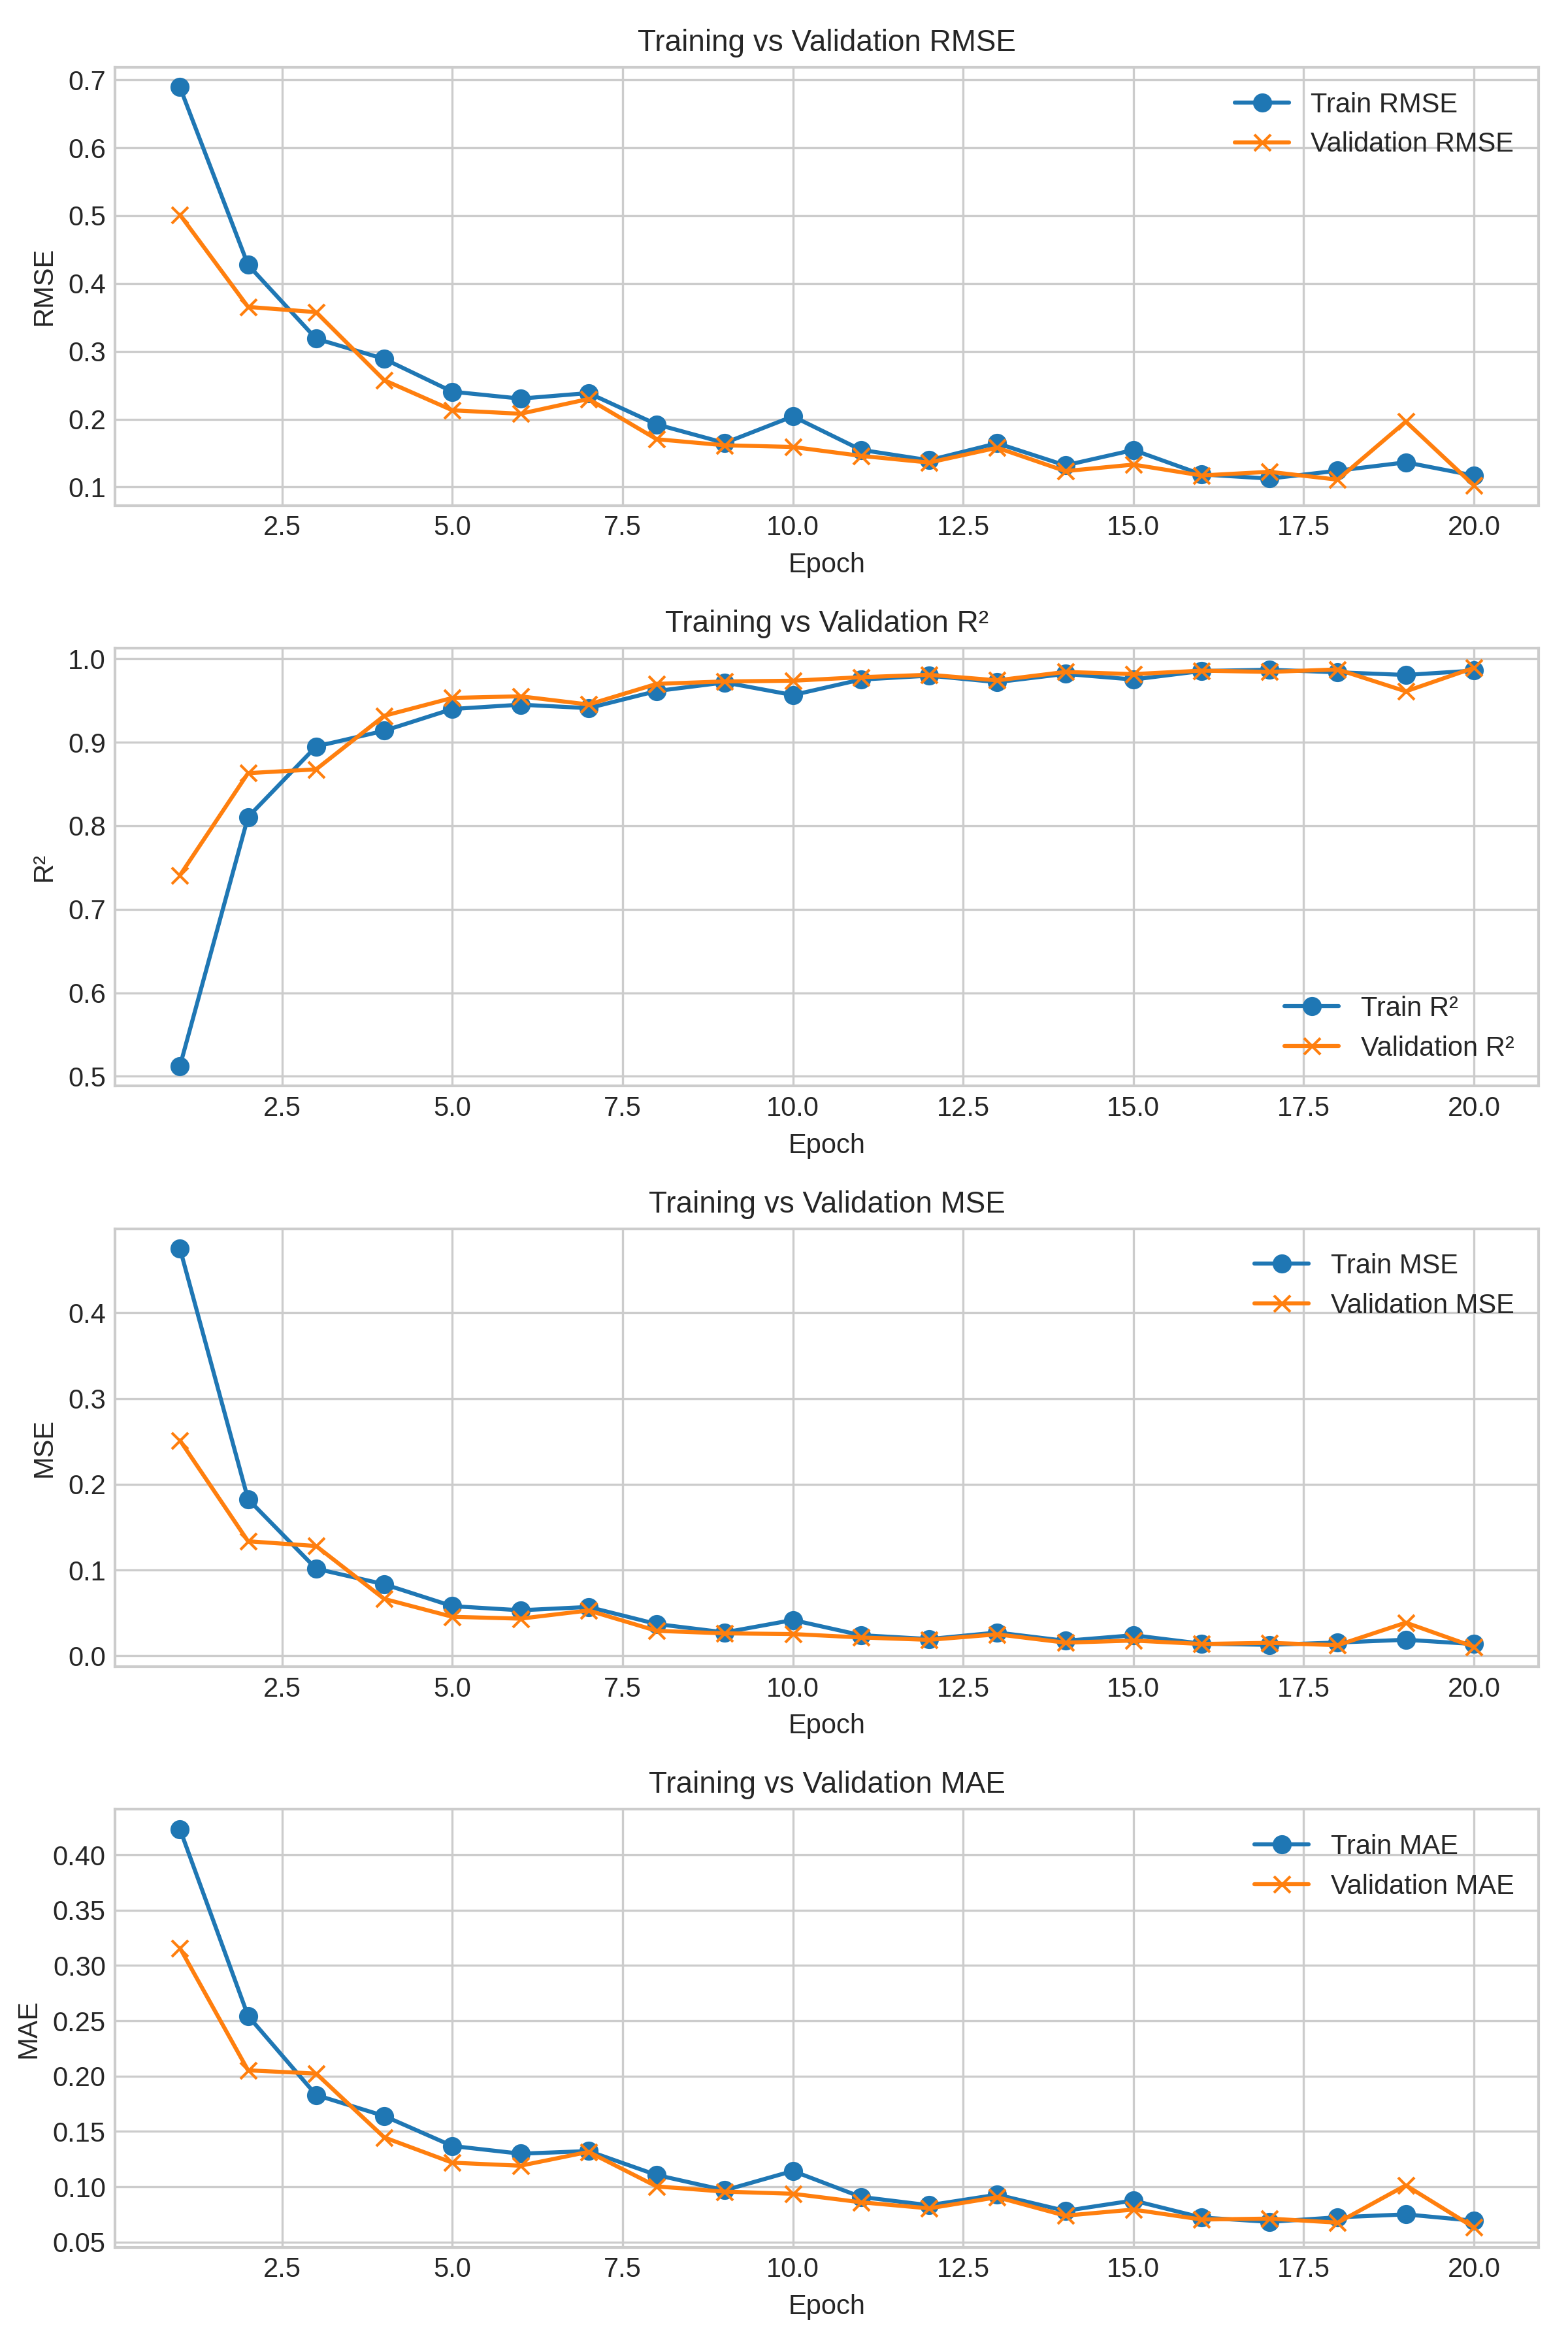 Training vs Validation RMSE
0.7
0.6
0.5
0.4
0.3
0.2
0.1
RMSE
Train RMSE
Validation RMSE
2.5 5.0 7.5 10.0 12.5 15.0 17.5 20.0
Epoch
Training vs Validation R²
1.0
0.9
0.8
0.7
0.6
0.5
R²
Train R²
Validation R²
2.5 5.0 7.5 10.0 12.5 15.0 17.5 20.0
Epoch
Training vs Validation MSE
0.4
0.3
0.2
0.1
0.0
MSE
Train MSE
Validation MSE
2.5 5.0 7.5 10.0 12.5 15.0 17.5 20.0
Epoch
Training vs Validation MAE
0.40
0.35
0.30
0.25
0.20
0.15
0.10
0.05
MAE
Train MAE
Validation MAE
2.5 5.0 7.5 10.0 12.5 15.0 17.5 20.0
Epoch